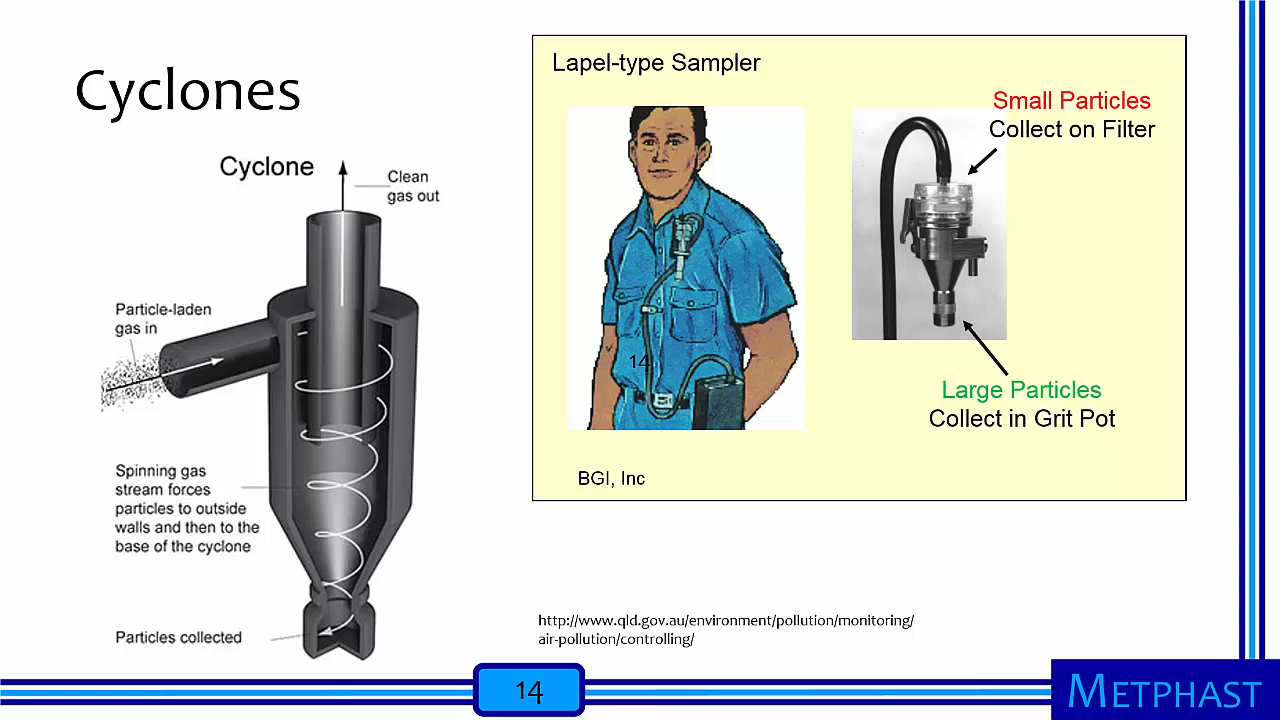 Cyclones
Cyclone
Clean
gas out
Particle-laden
gas in
Spinning gas
stream forces
particles to outside
walls and then to the
base of the cyclone
Particles collected
Lapel-type Sampler
Small Particles
Collect on Filter
14
Large Particles
Collect in Grit Pot
BGI, Inc
http://www.qld.gov.au/environment/pollution/monitoring/
air-pollution/controlling/
14
METPHAST